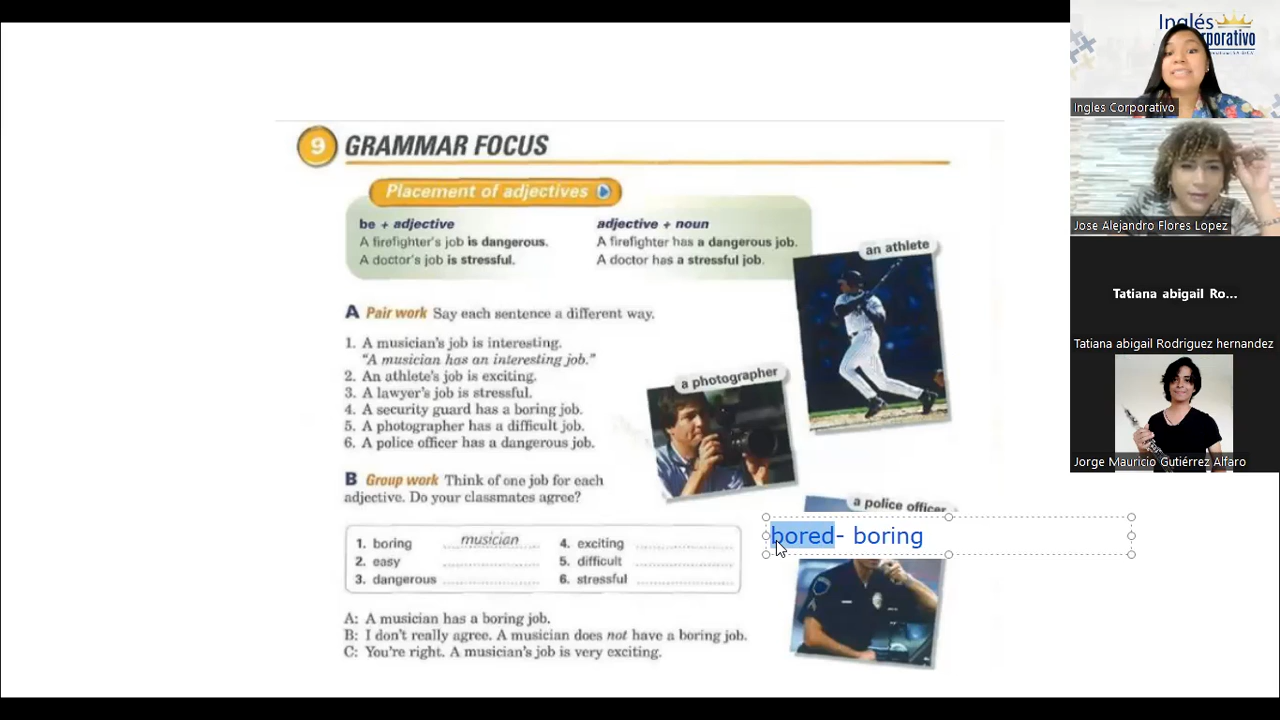 9 GRAMMAR FOCUS
Placement of adjectives
be + adjective
A firefighter's job is dangerous.
A doctor's job is stressful.
adjective + noun
A firefighter has a dangerous job.
A doctor has a stressful job.
an athlete
A Pair work Say each sentence a different way.
1. A musician's job is interesting.
"A musician has an interesting job."
2. An athlete's job is exciting.
3. A lawyer's job is stressful.
4. A security guard has a boring job.
5. A photographer has a difficult job.
6. A police officer has a dangerous job.
a photographer
B Group work Think of one job for each
adjective. Do your classmates agree?
a police officer
bored- boring
1. boring musician
2. easy
3. dangerous
4. exciting
5. difficult
6. stressful
A: A musician has a boring job.
B: I don't really agree. A musician does not have a boring job.
C: You're right. A musician's job is very exciting.
Inglés
Ingles Corporativo
Jose Alejandro Flores Lopez
Tatiana abigail Ro...
Tatiana abigail Rodriguez hernandez
Jorge Mauricio Gutiérrez Alfaro